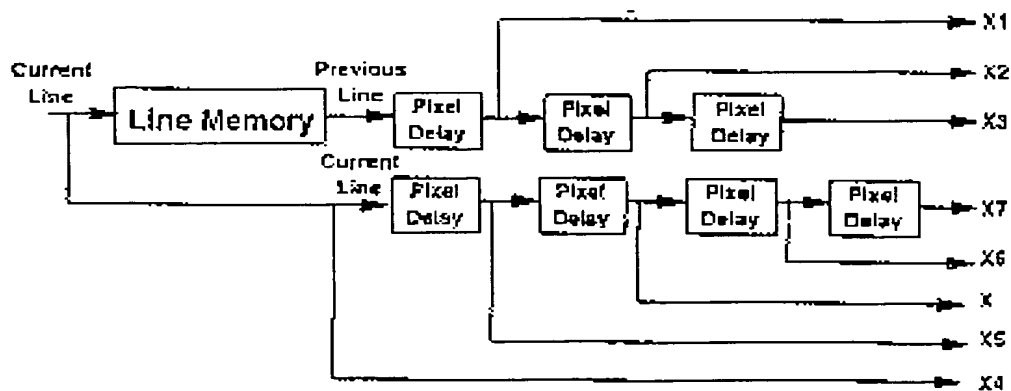 X1
Current
Line
Line Memory
Previous
Line
Pixel
Delay
Pixel
Delay
X2
Pixel
Delay
X3
Current
Line
Pixel
Delay
Pixel
Delay
Pixel
Delay
Pixel
Delay
X7
X6
X
X5
X4